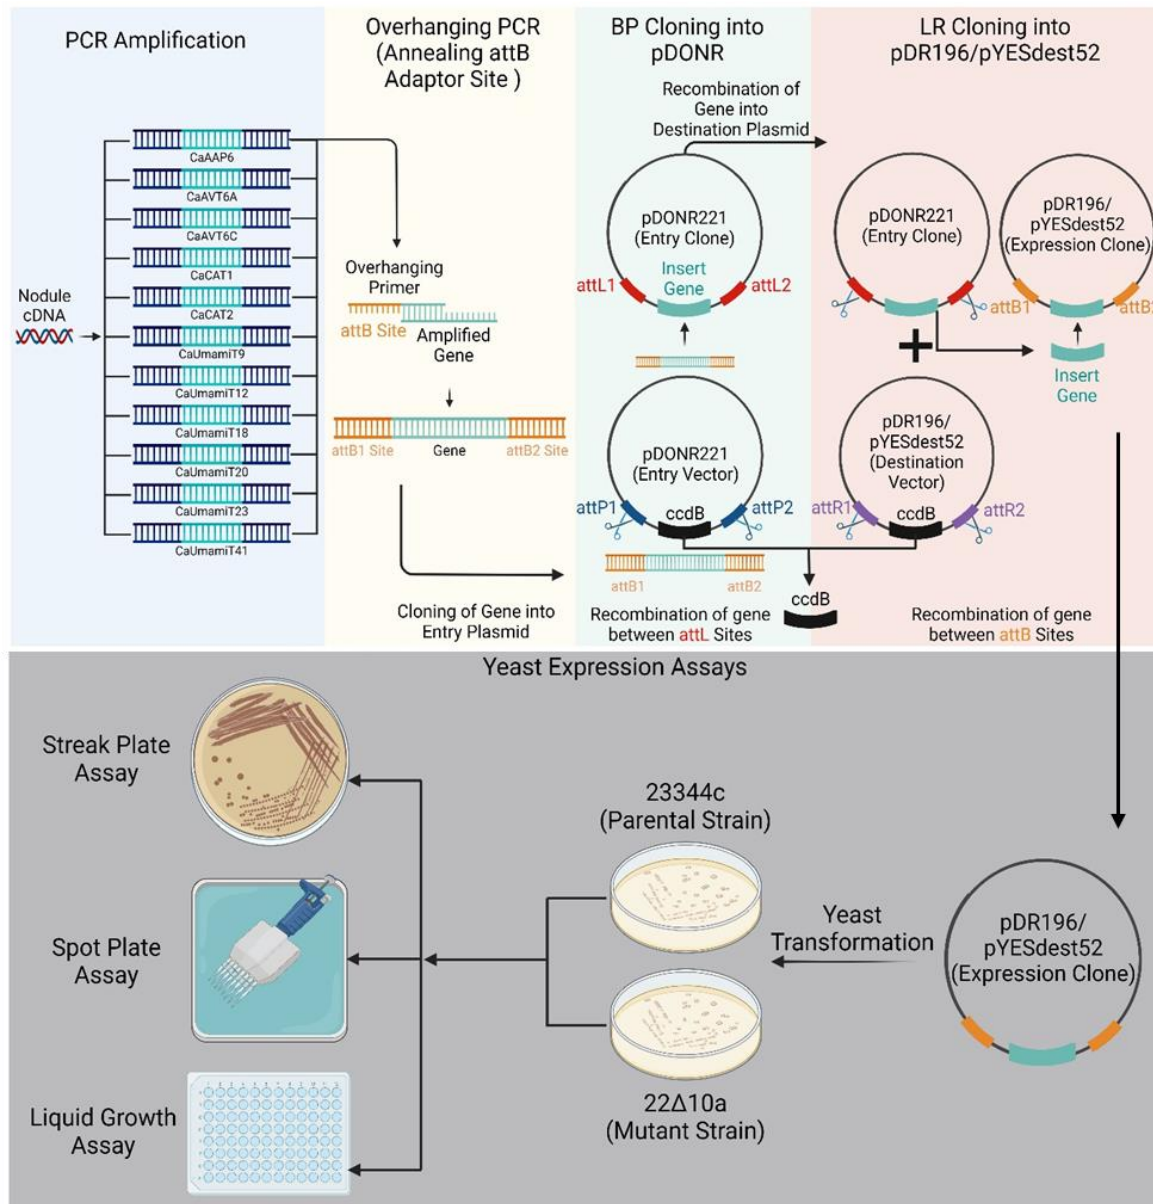 PCR Amplification
Nodule
cDNA
CaAAP6
CaAVT6A
CaAVT6C
CaCAT1
CaCAT2
CaUmamiT9
CaUmamiT12
CaUmamiT18
CaUmamiT20
CaUmamiT23
CaUmamiT41
Overhanging PCR
(Annealing attB
Adaptor Site )
Overhanging
Primer
attB Site
Amplified
Gene
attB1 Site
Gene
attB2 Site
Cloning of Gene into
Entry Plasmid
BP Cloning into
pDONR
Recombination of
Gene into
Destination Plasmid
pDONR221
(Entry Clone)
attL1
Insert
Gene
attL2
pDONR221
(Entry Vector)
attP1
ccdB
attP2
attB1
attB2
Recombination of gene
between attL Sites
ccdB
LR Cloning into
pDR196/pYESdest52
pDONR221
(Entry Clone)
pDR196/
pYESdest52
(Expression Clone)
attB1
attB2
+
Insert
Gene
pDR196/
pYESdest52
(Destination
Vector)
attR1
ccdB
attR2
Recombination of gene
between attB Sites
Yeast Expression Assays
Streak Plate
Assay
Spot Plate
Assay
Liquid Growth
Assay
23344c
(Parental Strain)
22Δ10a
(Mutant Strain)
Yeast
Transformation
pDR196/
pYESdest52
(Expression Clone)